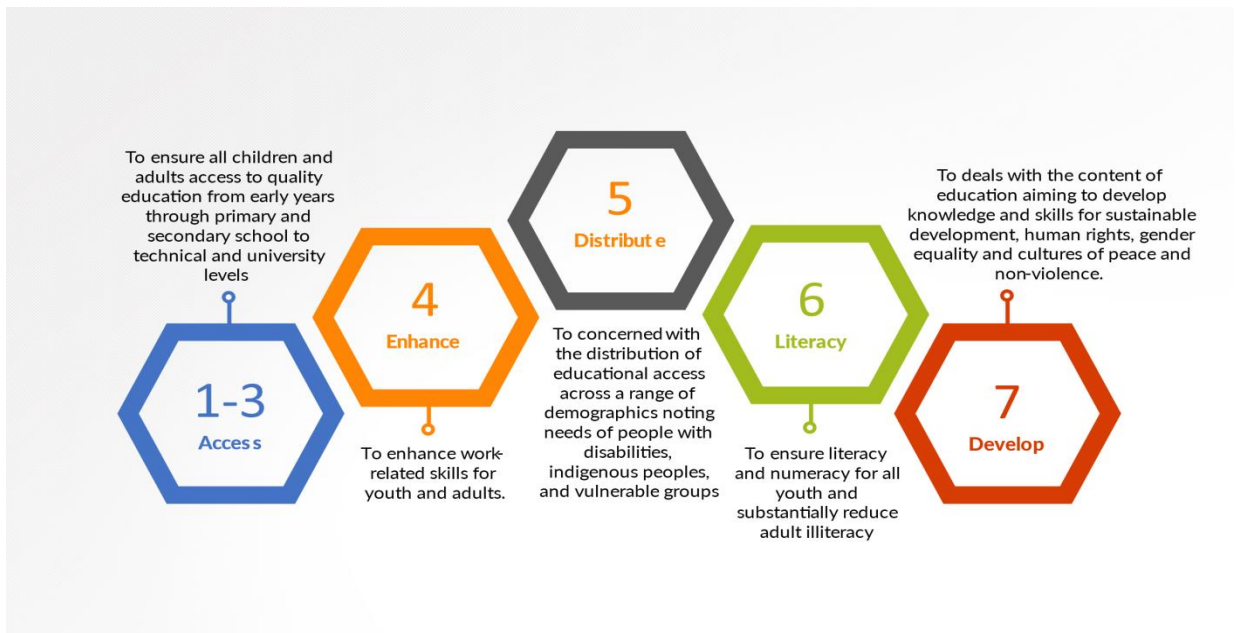 To ensure all children and
adults access to quality
education from early years
through primary and
secondary school to
technical and university
levels
1-3
Access
4
Enhance
To enhance work-
related skills for
youth and adults.
5
Distribute
To concerned with
the distribution of
educational access
across a range of
demographics noting
needs of people with
disabilities,
indigenous peoples,
and vulnerable groups
6
Literacy
To ensure literacy
and numeracy for all
youth and
substantially reduce
adult illiteracy
To deals with the content of
education aiming to develop
knowledge and skills for sustainable
development, human rights, gender
equality and cultures of peace and
non-violence.
7
Develop